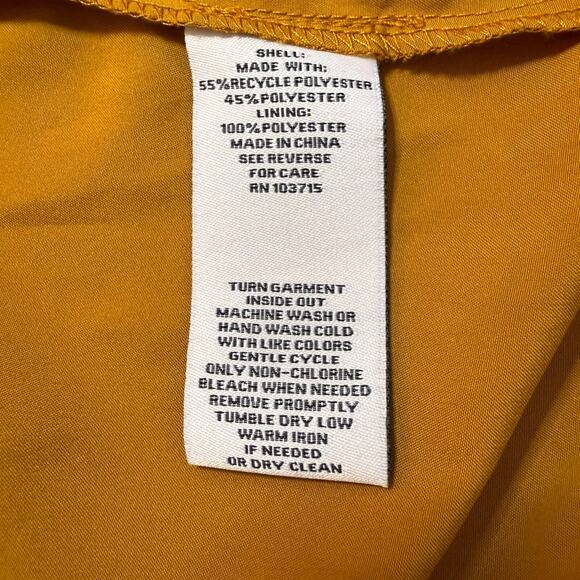 SHELL:
MADE WITH:
55%RECYCLE POLYESTER
45%POLYESTER
LINING:
100%POLYESTER
MADE IN CHINA
SEE REVERSE
FOR CARE
RN 103715
TURN GARMENT
INSIDE OUT
MACHINE WASH OR
HAND WASH COLD
WITH LIKE COLORS
GENTLE CYCLE
ONLY NON-CHLORINE
BLEACH WHEN NEEDED
REMOVE PROMPTLY
TUMBLE DRY LOW
WARM IRON
IF NEEDED
OR DRY CLEAN